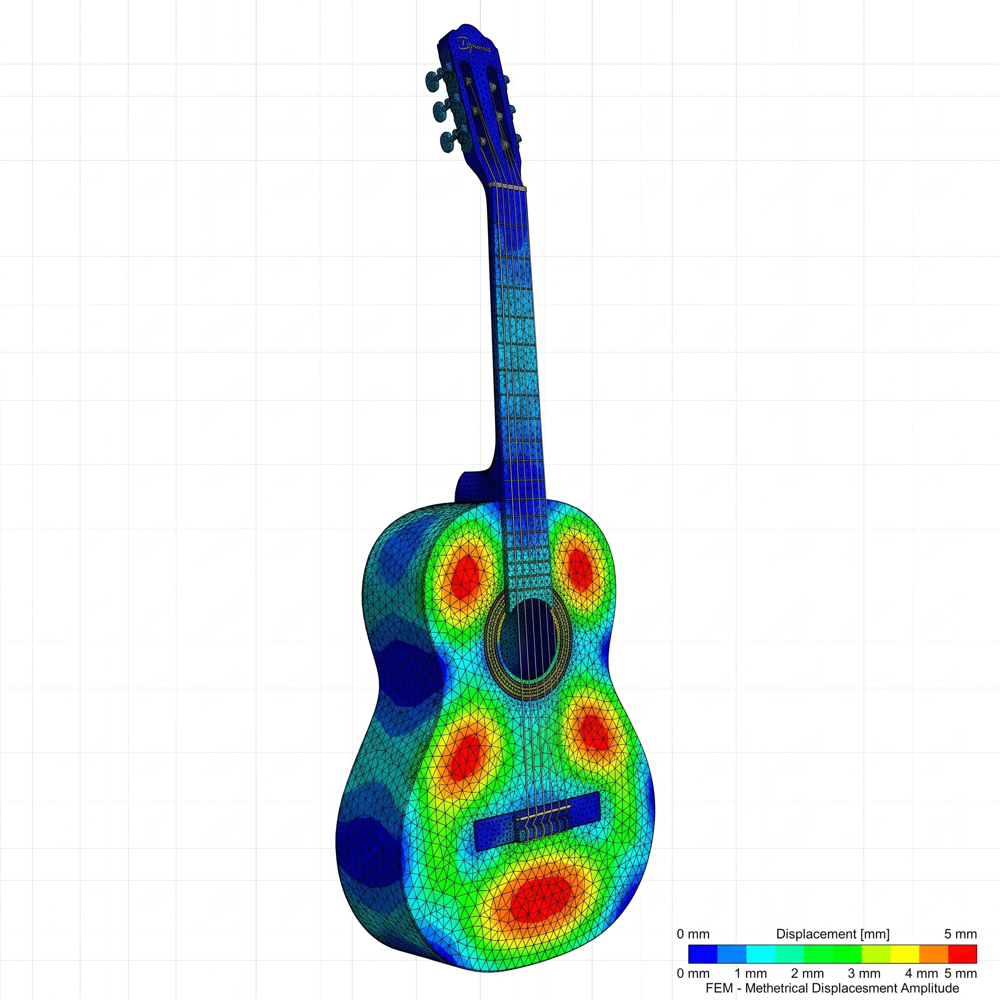 0 mm Displacement [mm] 5 mm
0 mm 1 mm 2 mm 3 mm 4 mm 5 mm
FEM - Methetrical Displacesment Amplitude